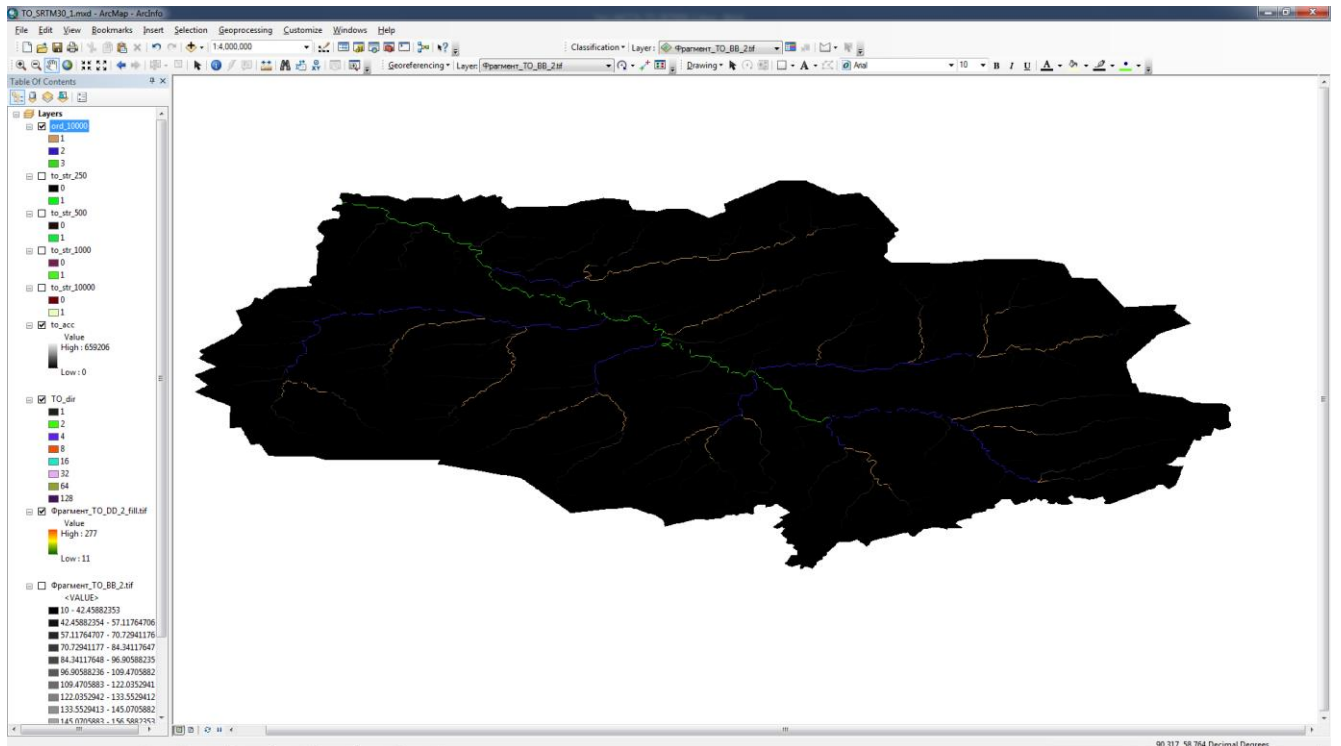 TO_SRTM30_1.mxd - ArcMap - ArcInfo
File Edit View Bookmarks Insert Selection Geoprocessing Customize Windows Help
1:4,000,000 Classification Layer: Фрагмент_TO_BB_2.tif
Georeferencing Layer: Фрагмент_TO_BB_2.tif Drawing A Arial 10 B I U A
Table Of Contents
Layers
ord_10000
1
2
3
to_str_250
0
1
to_str_500
0
1
to_str_1000
0
1
to_str_10000
0
1
to_acc
Value
High : 659206
Low : 0
TO_dir
1
2
4
8
16
32
64
128
Фрагмент_TO_DD_2_fill.tif
Value
High : 277
Low : 11
Фрагмент_TO_BB_2.tif
<VALUE>
10 - 42.45882353
42.45882354 - 57.11764706
57.11764707 - 70.72941176
70.72941177 - 84.34117647
84.34117648 - 96.90588235
96.90588236 - 109.4705882
109.4705883 - 122.0352941
122.0352942 - 133.5529412
133.5529413 - 145.0705882
145.0705883 - 156.5882353
90.317 58.764 Decimal Degrees